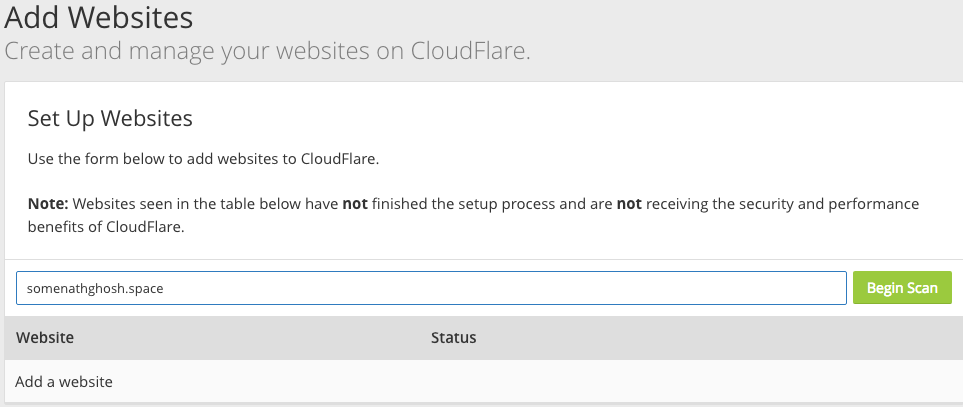 Add Websites
Create and manage your websites on CloudFlare.
Set Up Websites
Use the form below to add websites to CloudFlare.
Note: Websites seen in the table below have not finished the setup process and are not receiving the security and performance
benefits of CloudFlare.
somenathghosh.space Begin Scan
Website Status
Add a website